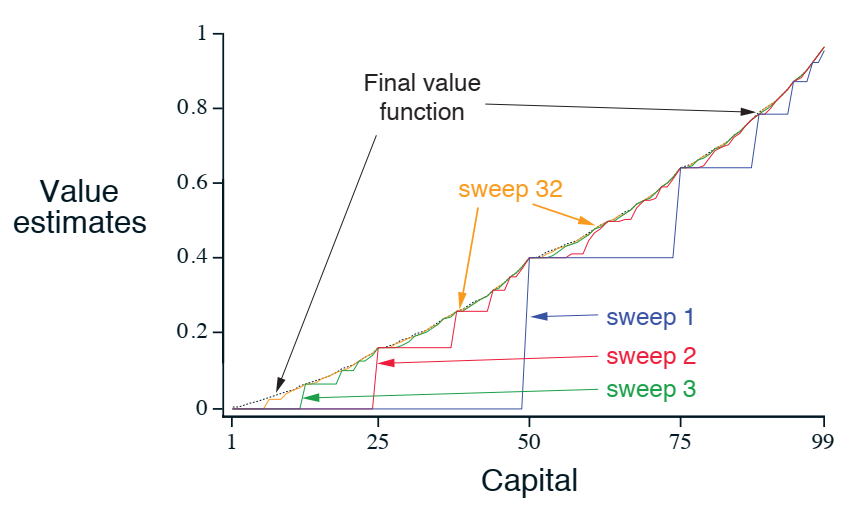 1
Final value
function
0.8
Value
estimates
0.6
sweep 32
0.4
sweep 1
0.2
sweep 2
sweep 3
0
1
25
50
75
99
Capital